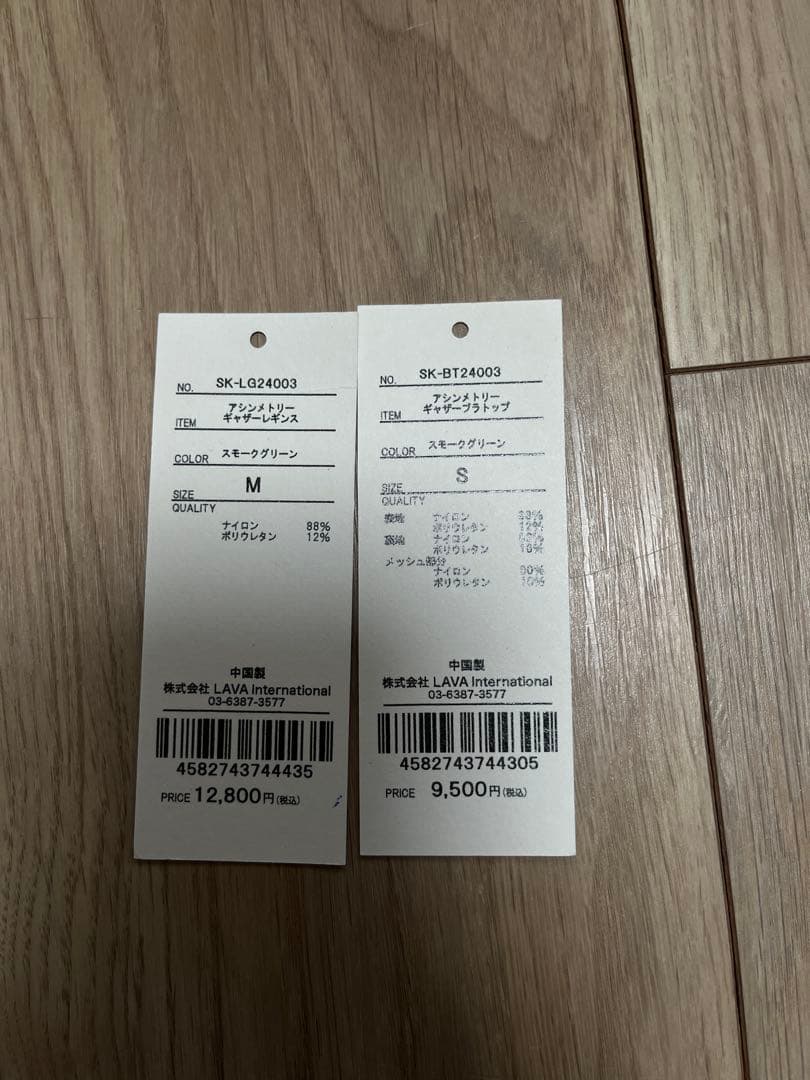 NO. SK-LG24003
ITEM アシンメトリー
ギャザーレギンス
COLOR スモークグリーン
SIZE M
QUALITY
ナイロン 88%
ポリウレタン 12%
中国製
株式会社 LAVA International
03-6387-3577
4582743744435
PRICE 12,800円(税込)
NO. SK-BT24003
ITEM アシンメトリー
ギャザーブラトップ
COLOR スモークグリーン
SIZE S
QUALITY
表地 ナイロン
ポリウレタン 12%
裏地 ナイロン
ポリウレタン
メッシュ部分
ナイロン 90%
ポリウレタン 10%
中国製
株式会社 LAVA International
03-6387-3577
4582743744305
PRICE 9,500円(税込)